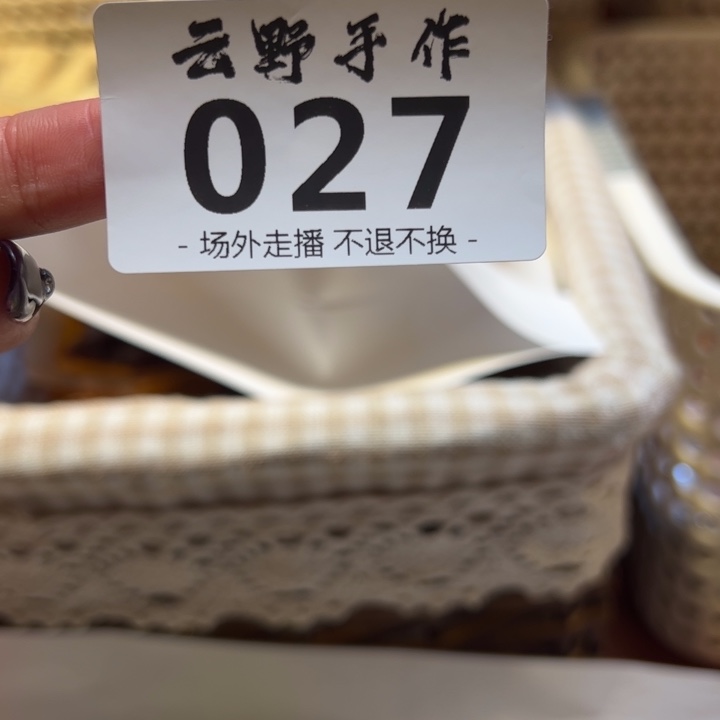 云野手作
027
- 场外走播 不退不换 -